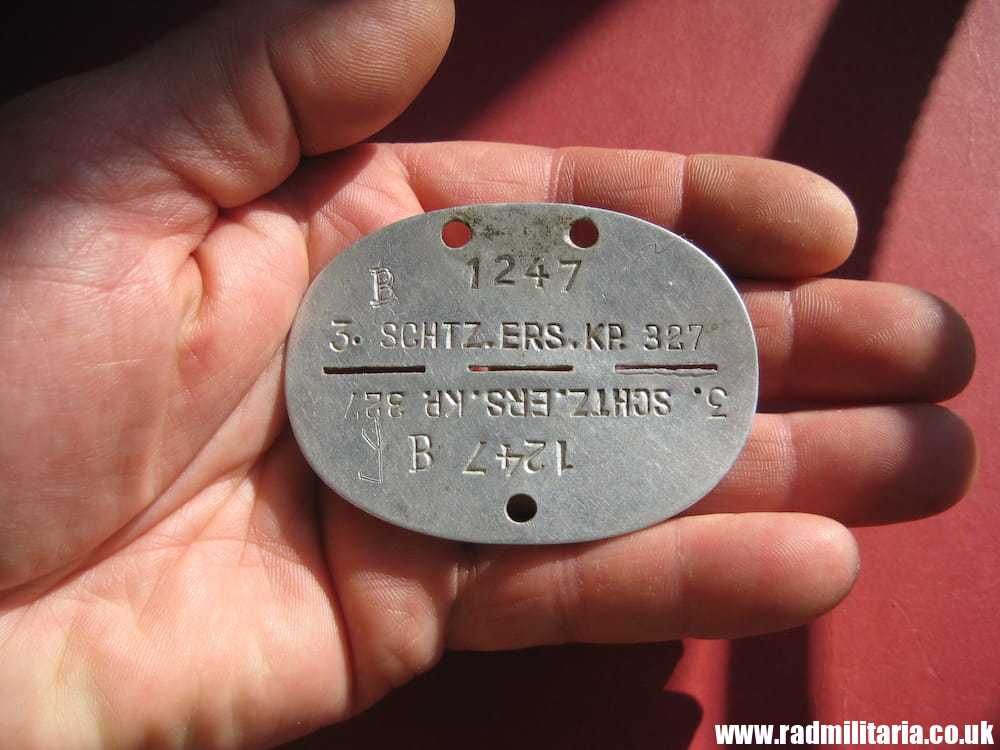 1247
B
3. SCHTZ.ERS.KP. 327
3. SCHTZ.ERS.KP. 327
1247 B
www.radmilitaria.co.uk